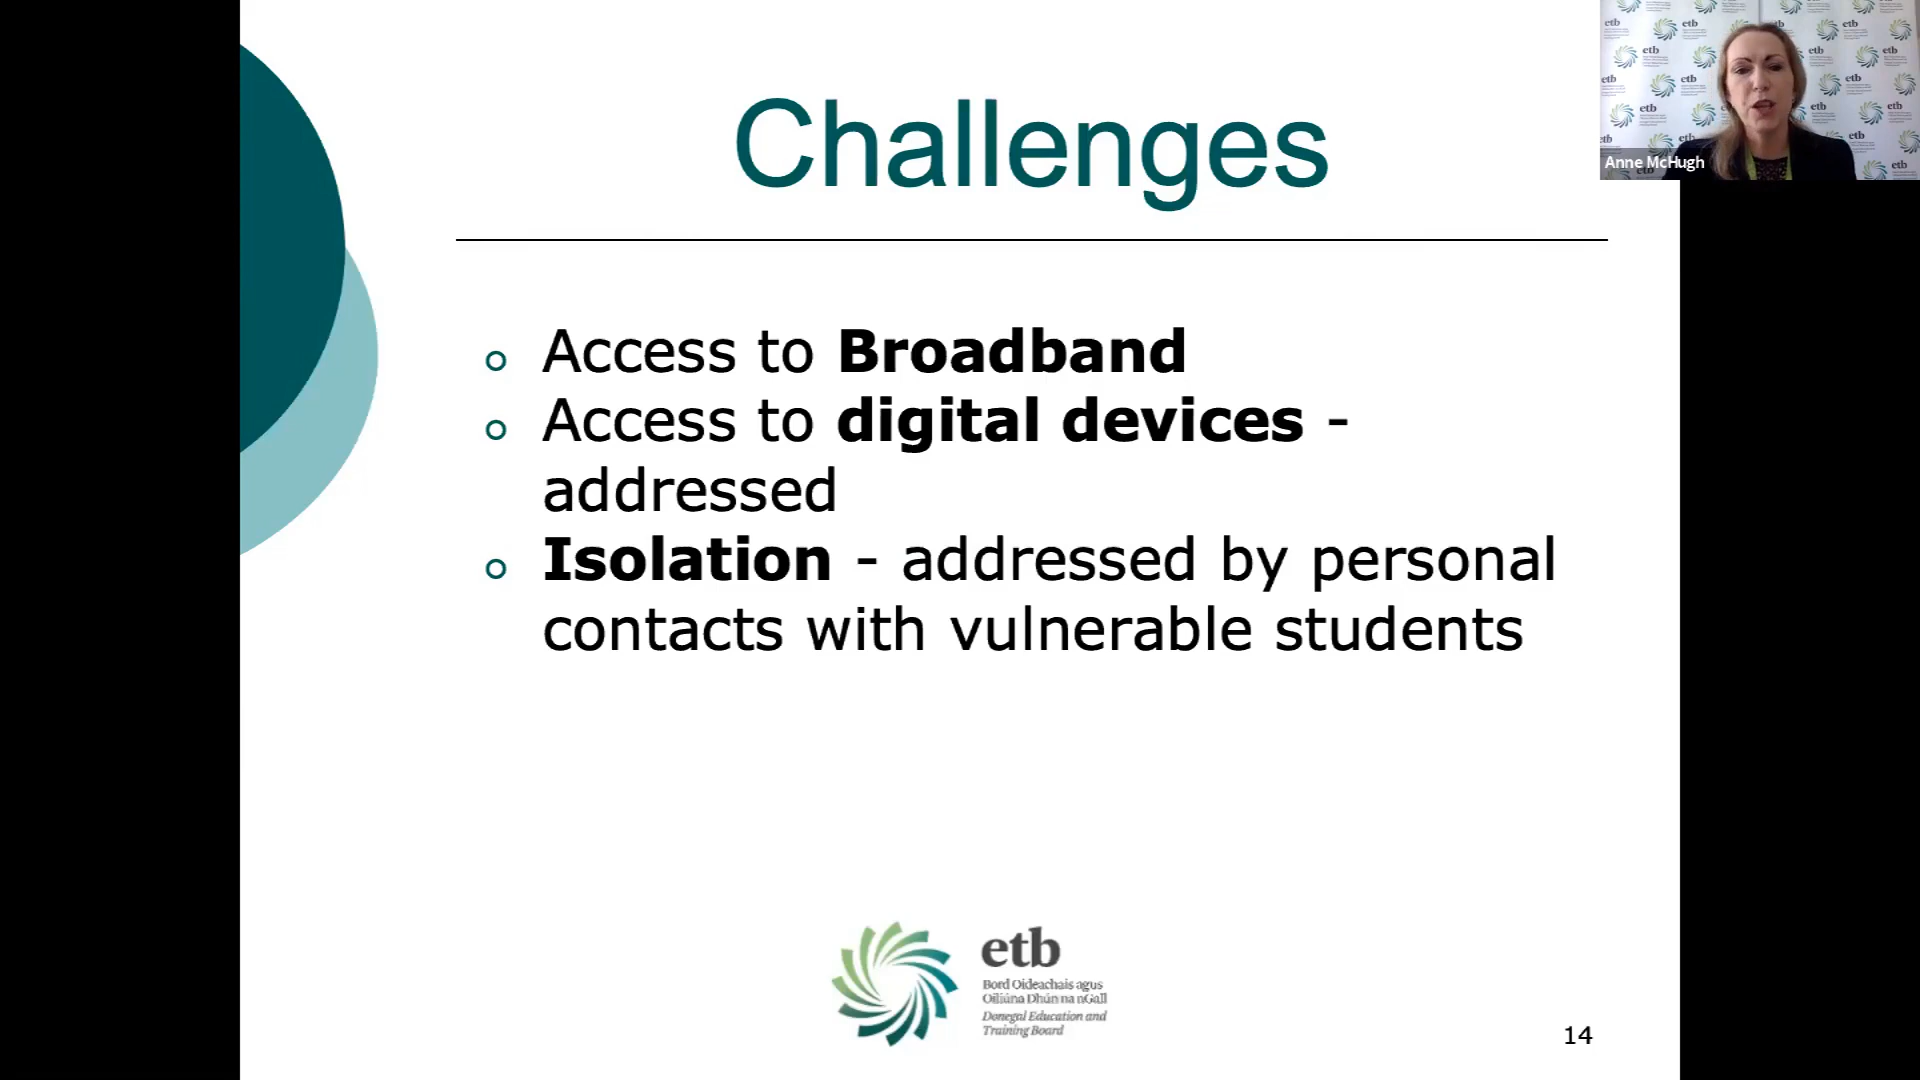 Challenges
Anne McHugh
Access to Broadband
Access to digital devices -
addressed
Isolation - addressed by personal
contacts with vulnerable students
etb
Bord Oideachais agus
Oiliúna Dhún na nGall
Donegal Education and
Training Board
14